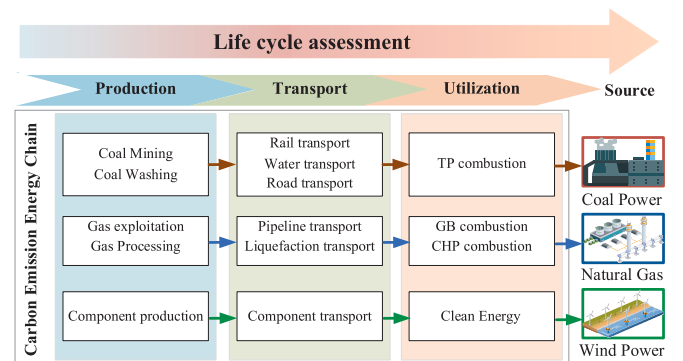 Life cycle assessment
Production
Transport
Utilization
Source
Carbon Emission Energy Chain
Coal Mining
Coal Washing
Rail transport
Water transport
Road transport
TP combustion
Coal Power
Gas exploitation
Gas Processing
Pipeline transport
Liquefaction transport
GB combustion
CHP combustion
Natural Gas
Component production
Component transport
Clean Energy
Wind Power